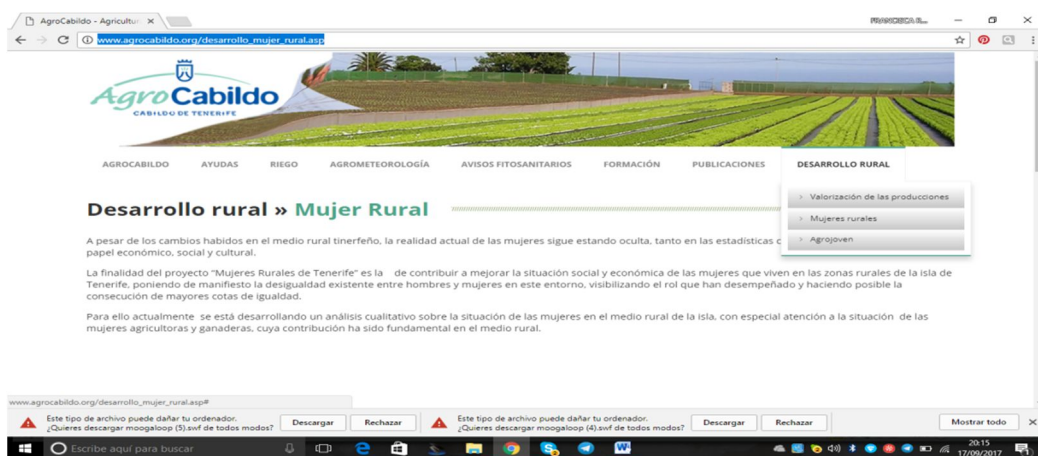 AgroCabildo - Agricultur
FRANCISCA R...
www.agrocabildo.org/desarrollo_mujer_rural.asp
AgroCabildo
CABILDO DE TENERIFE
AGROCABILDO AYUDAS RIEGO AGROMETEOROLOGÍA AVISOS FITOSANITARIOS FORMACIÓN PUBLICACIONES DESARROLLO RURAL
Valorización de las producciones
Mujeres rurales
Agrojoven
Desarrollo rural » Mujer Rural
A pesar de los cambios habidos en el medio rural tinerfeño, la realidad actual de las mujeres sigue estando oculta, tanto en las estadísticas
papel económico, social y cultural.
La finalidad del proyecto "Mujeres Rurales de Tenerife" es la de contribuir a mejorar la situación social y económica de las mujeres que viven en las zonas rurales de la isla de
Tenerife, poniendo de manifiesto la desigualdad existente entre hombres y mujeres en este entorno, visibilizando el rol que han desempeñado y haciendo posible la
consecución de mayores cotas de igualdad.
Para ello actualmente se está desarrollando un análisis cualitativo sobre la situación de las mujeres en el medio rural de la isla, con especial atención a la situación de las
mujeres agricultoras y ganaderas, cuya contribución ha sido fundamental en el medio rural.
www.agrocabildo.org/desarrollo_mujer_rural.asp#
Este tipo de archivo puede dañar tu ordenador.
¿Quieres descargar moogaloop (5).swf de todos modos?
Descargar Rechazar
Este tipo de archivo puede dañar tu ordenador.
¿Quieres descargar moogaloop (4).swf de todos modos?
Descargar Rechazar
Mostrar todo
Escribe aquí para buscar
20:15
17/09/2017